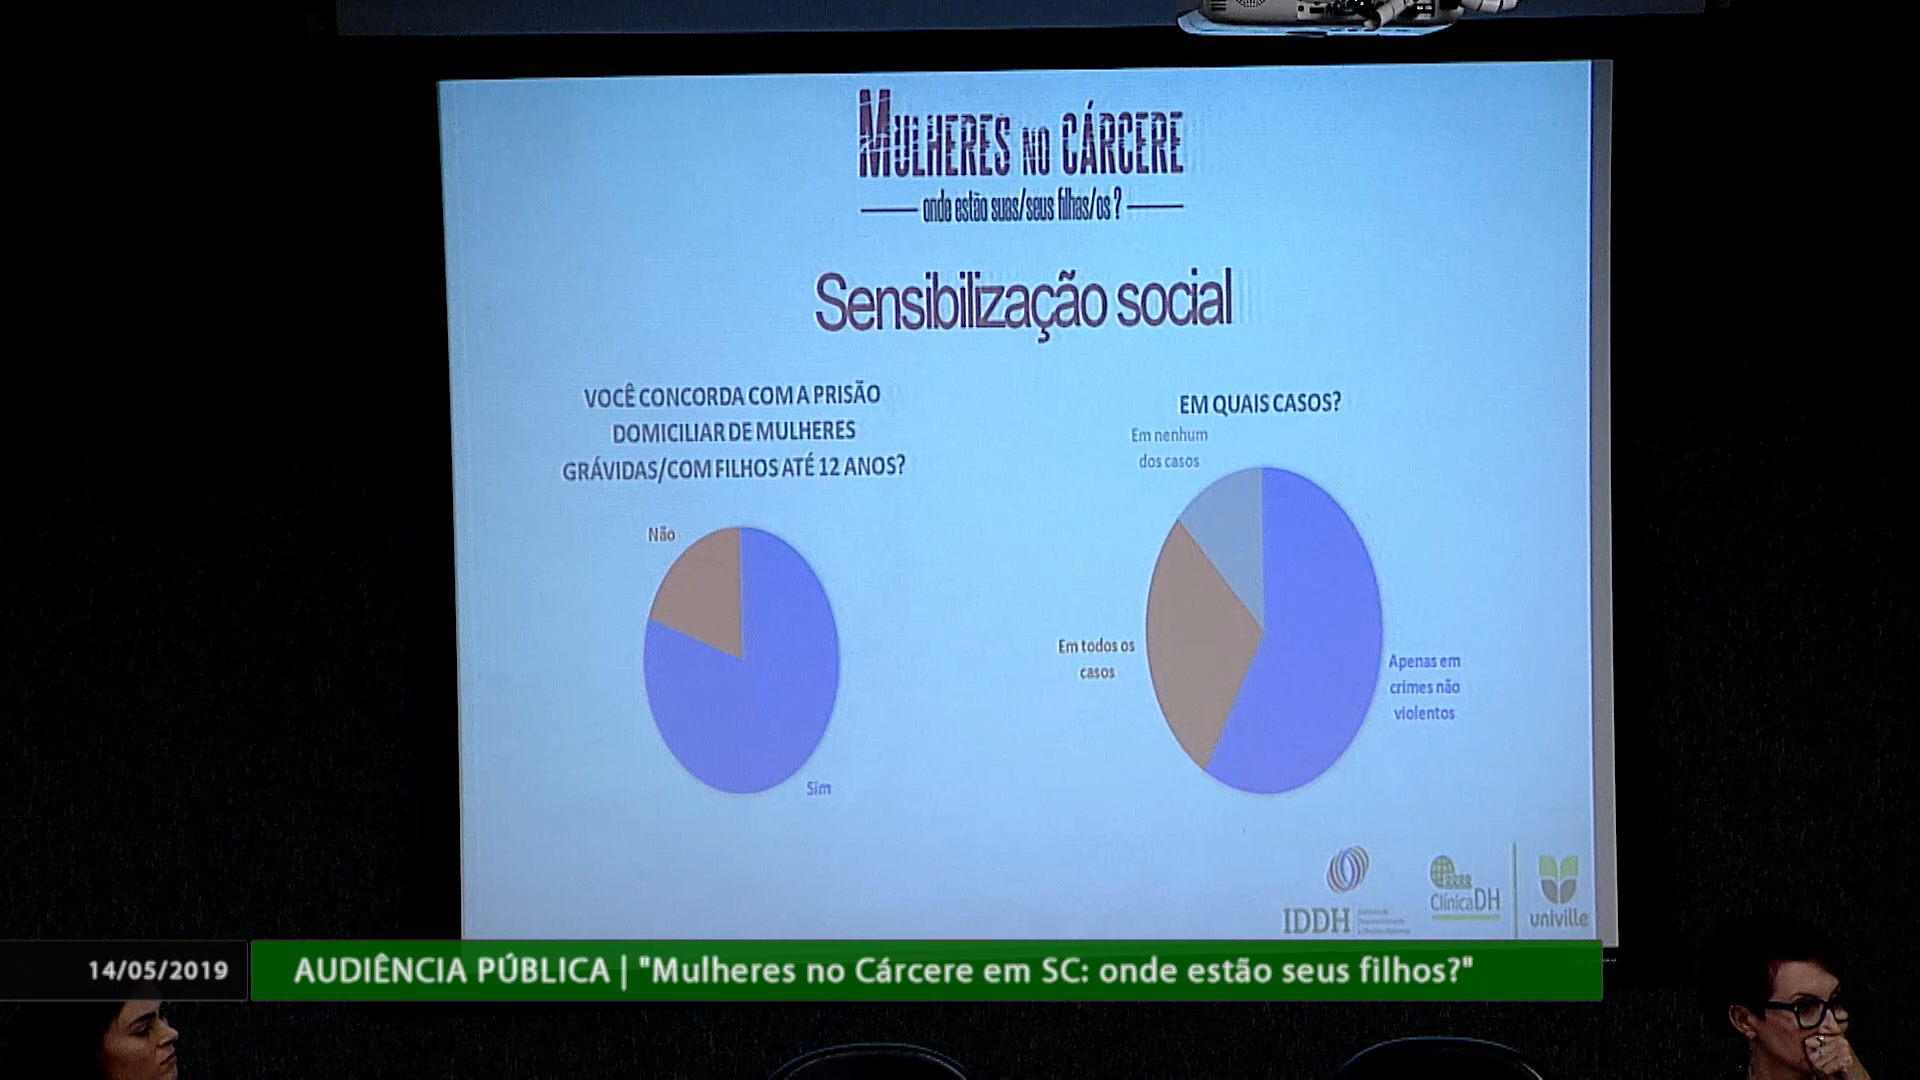 MULHERES NO CÁRCERE
onde estão suas/seus filhas/os?
Sensibilização social
VOCÊ CONCORDA COM A PRISÃO
DOMICILIAR DE MULHERES
GRÁVIDAS/COM FILHOS ATÉ 12 ANOS?
Não
Sim
EM QUAIS CASOS?
Em nenhum
dos casos
Em todos os
casos
Apenas em
crimes não
violentos
IDDH
ClínicaDH
univille
14/05/2019
AUDIÊNCIA PÚBLICA | "Mulheres no Cárcere em SC: onde estão seus filhos?"